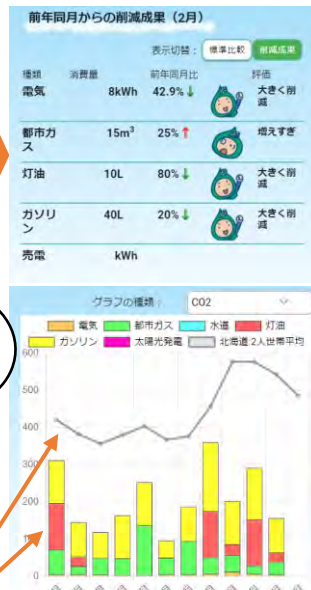 前年同月からの削減成果（2月）
表示切替： 標準比較 削減成果
種類 消費量 前年同月比 評価
電気 8kWh 42.9%↓ 大きく削
減
都市ガ 15m³ 25%↑ 増えすぎ
ス
灯油 10L 80%↓ 大きく削
減
ガソリ 40L 20%↓ 大きく削
ン 減
売電 kWh
グラフの種類： CO2
電気 都市ガス 水道 灯油
ガソリン 太陽光発電 北海道2人世帯平均
600
500
400
300
200
0